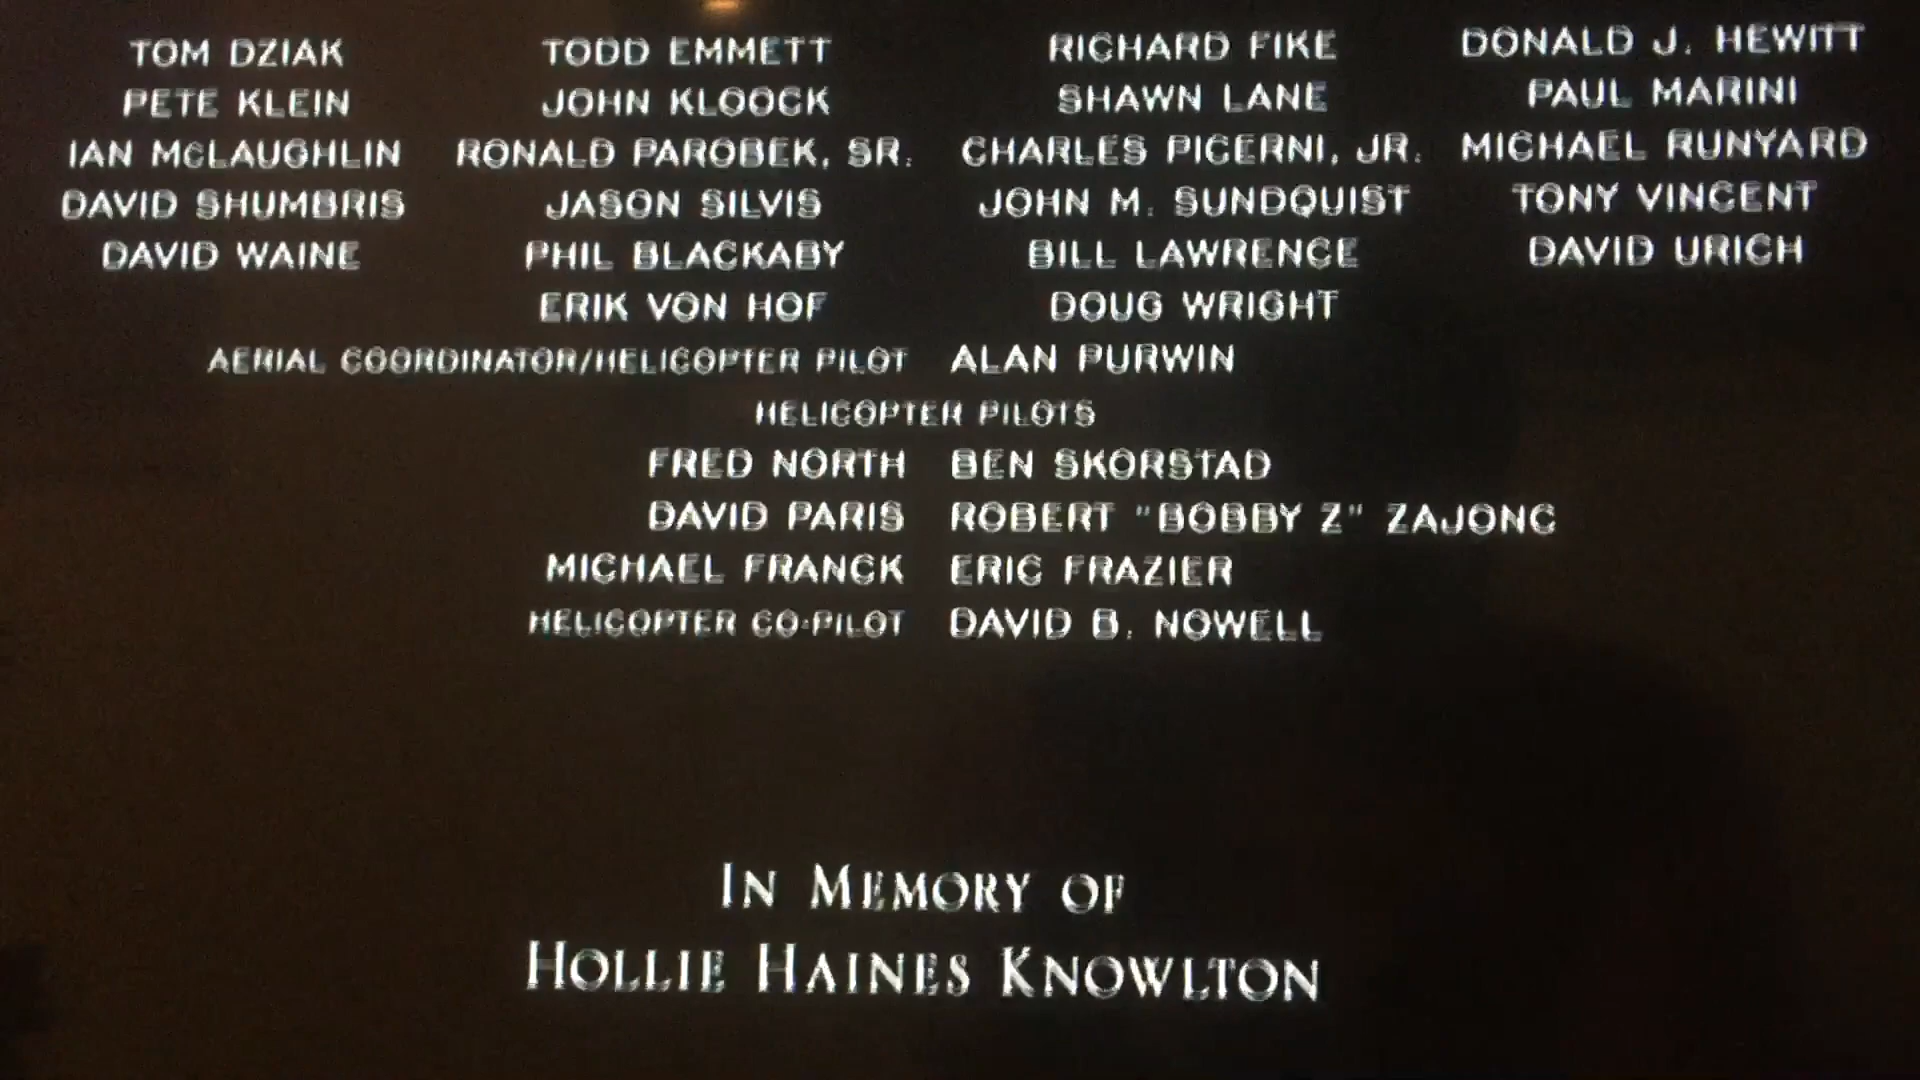 TOM DZIAK TODD EMMETT RICHARD FIKE DONALD J. HEWITT
PETE KLEIN JOHN KLOOCK SHAWN LANE PAUL MARINI
IAN MCLAUGHLIN RONALD PAROBEK, SR. CHARLES PICERNI, JR. MICHAEL RUNYARD
DAVID SHUMBRIS JASON SILVIS JOHN M. SUNDQUIST TONY VINCENT
DAVID WAINE PHIL BLACKABY BILL LAWRENCE DAVID URICH
ERIK VON HOF DOUG WRIGHT
AERIAL COORDINATOR/HELICOPTER PILOT ALAN PURWIN
HELICOPTER PILOTS
FRED NORTH BEN SKORSTAD
DAVID PARIS ROBERT "BOBBY Z" ZAJONC
MICHAEL FRANCK ERIC FRAZIER
HELICOPTER CO-PILOT DAVID B. NOWELL
IN MEMORY OF
HOLLIE HAINES KNOWLTON